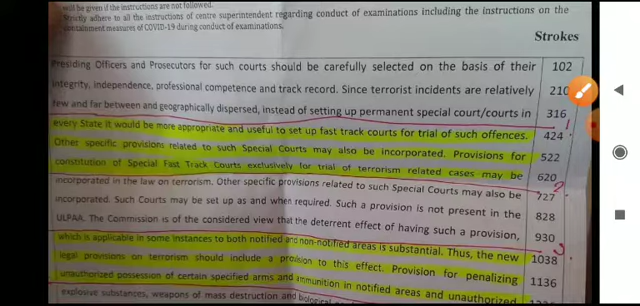 will be given if the instructions are not followed.
Strictly adhere to all the instructions of centre superintendent regarding conduct of examinations including the instructions on the
containment measures of COVID-19 during conduct of examinations.
Strokes
Presiding Officers and Prosecutors for such courts should be carefully selected on the basis of their 102
integrity, independence, professional competence and track record. Since terrorist incidents are relatively 210
few and far between and geographically dispersed, instead of setting up permanent special court/courts in 316
every State it would be more appropriate and useful to set up fast track courts for trial of such offences. 424
Other specific provisions related to such Special Courts may also be incorporated. Provisions for 522
constitution of Special Fast Track Courts exclusively for trial of terrorism related cases may be 620
incorporated in the law on terrorism. Other specific provisions related to such Special Courts may also be 727
incorporated. Such Courts may be set up as and when required. Such a provision is not present in the 828
ULPAA. The Commission is of the considered view that the deterrent effect of having such a provision, 930
which is applicable in some instances to both notified and non-notified areas is substantial. Thus, the new 1038
legal provisions on terrorism should include a provision to this effect. Provision for penalizing 1136
unauthorized possession of certain specified arms and ammunition in notified areas and unauthorized
explosive substances, weapons of mass destruction and biological